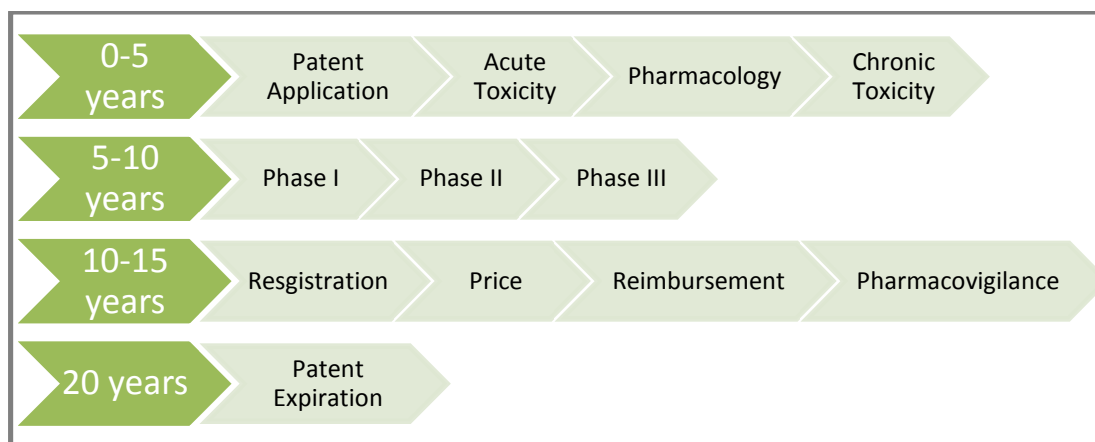 0-5
years
Patent
Application
Acute
Toxicity
Pharmacology
Chronic
Toxicity
5-10
years
Phase I
Phase II
Phase III
10-15
years
Resgistration
Price
Reimbursement
Pharmacovigilance
20 years
Patent
Expiration